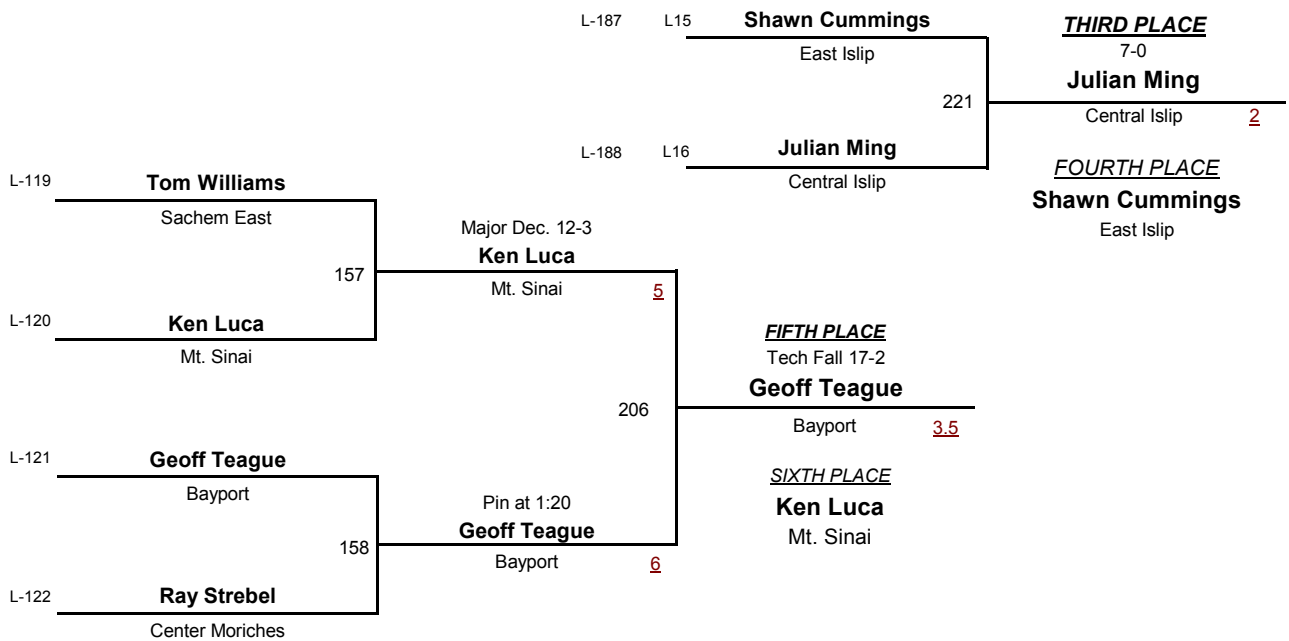 L-187 L15 Shawn Cummings
East Islip
THIRD PLACE
7-0
221
Julian Ming
Central Islip 2
L-188 L16 Julian Ming
Central Islip
FOURTH PLACE
Shawn Cummings
East Islip
L-119 Tom Williams
Sachem East
157
Major Dec. 12-3
Ken Luca
Mt. Sinai 5
L-120 Ken Luca
Mt. Sinai
206
FIFTH PLACE
Tech Fall 17-2
Geoff Teague
Bayport 3.5
L-121 Geoff Teague
Bayport
158
Pin at 1:20
Geoff Teague
Bayport 6
SIXTH PLACE
Ken Luca
Mt. Sinai
L-122 Ray Strebel
Center Moriches